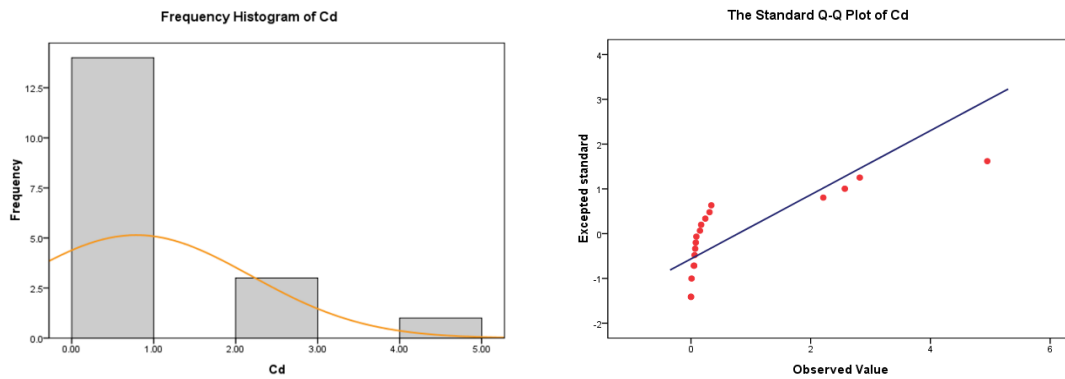 Frequency Histogram of Cd
Frequency
12.5
10.0
7.5
5.0
2.5
0.0
0.00 1.00 2.00 3.00 4.00 5.00
Cd
The Standard Q-Q Plot of Cd
Excepted standard
4
3
2
1
0
-1
-2
0 2 4 6
Observed Value